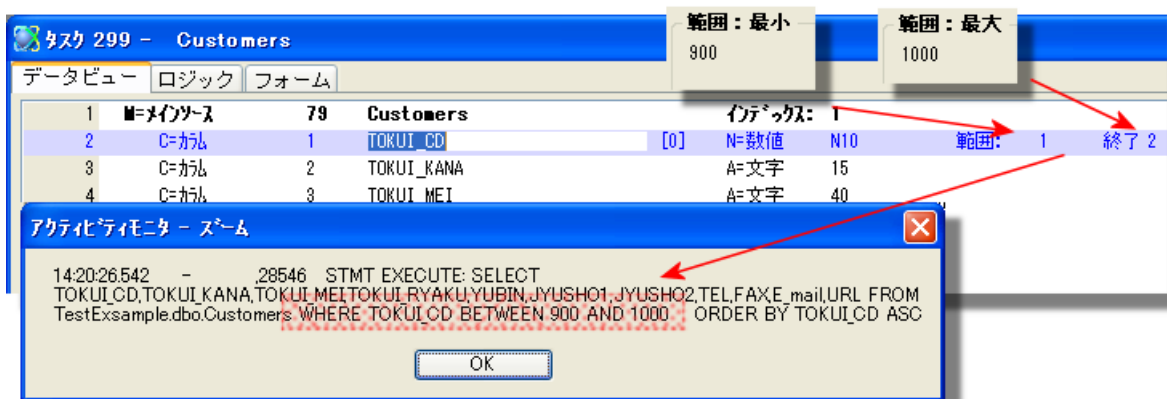 範囲：最小
900
範囲：最大
1000
タスク 299 - Customers
データビュー ロジック フォーム
1 M=メインソース 79 Customers インデックス: 1
2 C=カラム 1 TOKUI_CD [0] N=数値 N10 範囲: 1 終了 2
3 C=カラム 2 TOKUI_KANA A=文字 15
4 C=カラム 3 TOKUI_MEI A=文字 40
アクティビティモニタ - ズーム
14:20:26.542 - ,28546 STMT EXECUTE: SELECT
TOKUI_CD,TOKUI_KANA,TOKUI_MEI,TOKUI_RYAKU,YUBIN,JYUSHO1,JYUSHO2,TEL,FAX,E_mail,URL FROM
TestExsample.dbo.Customers WHERE TOKUI_CD BETWEEN 900 AND 1000 ORDER BY TOKUI_CD ASC
OK